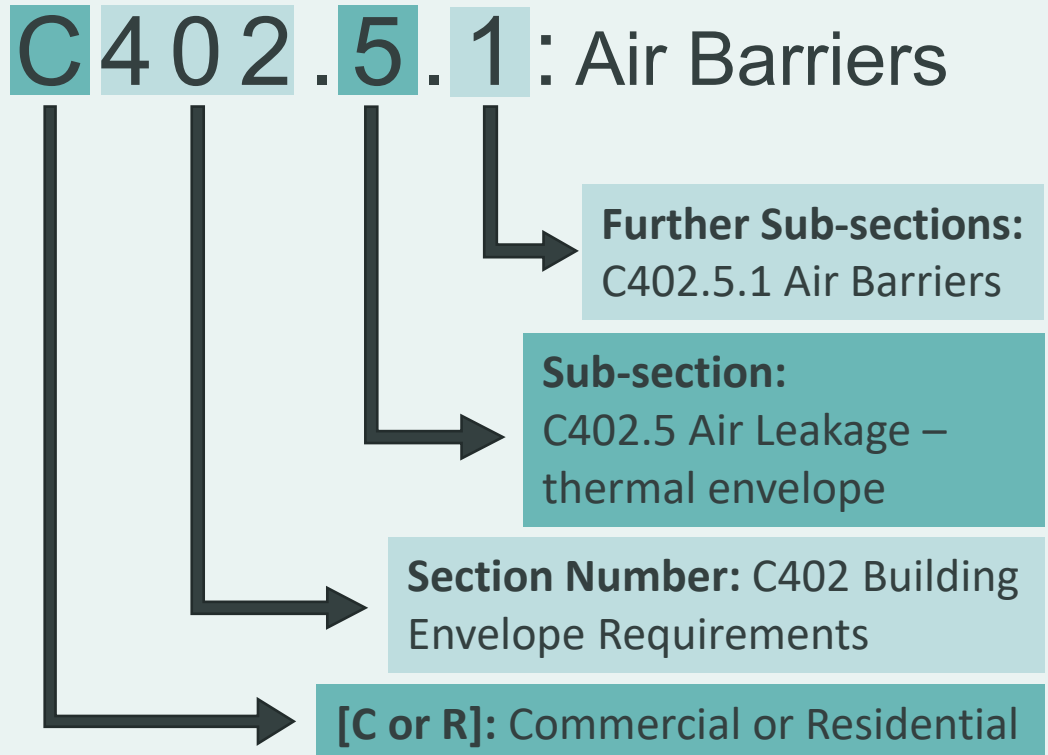 C402.5.1: Air Barriers
Further Sub-sections:
C402.5.1 Air Barriers
Sub-section:
C402.5 Air Leakage –
thermal envelope
Section Number: C402 Building
Envelope Requirements
[C or R]: Commercial or Residential